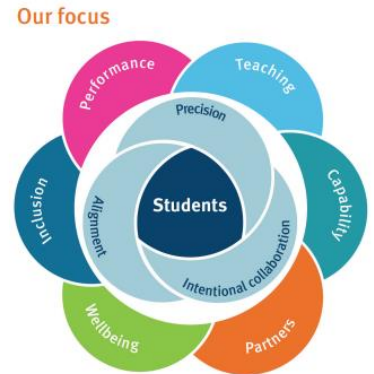 Our focus
Performance
Teaching
Precision
Capability
Students
Inclusion
Alignment
Intentional collaboration
Wellbeing
Partners